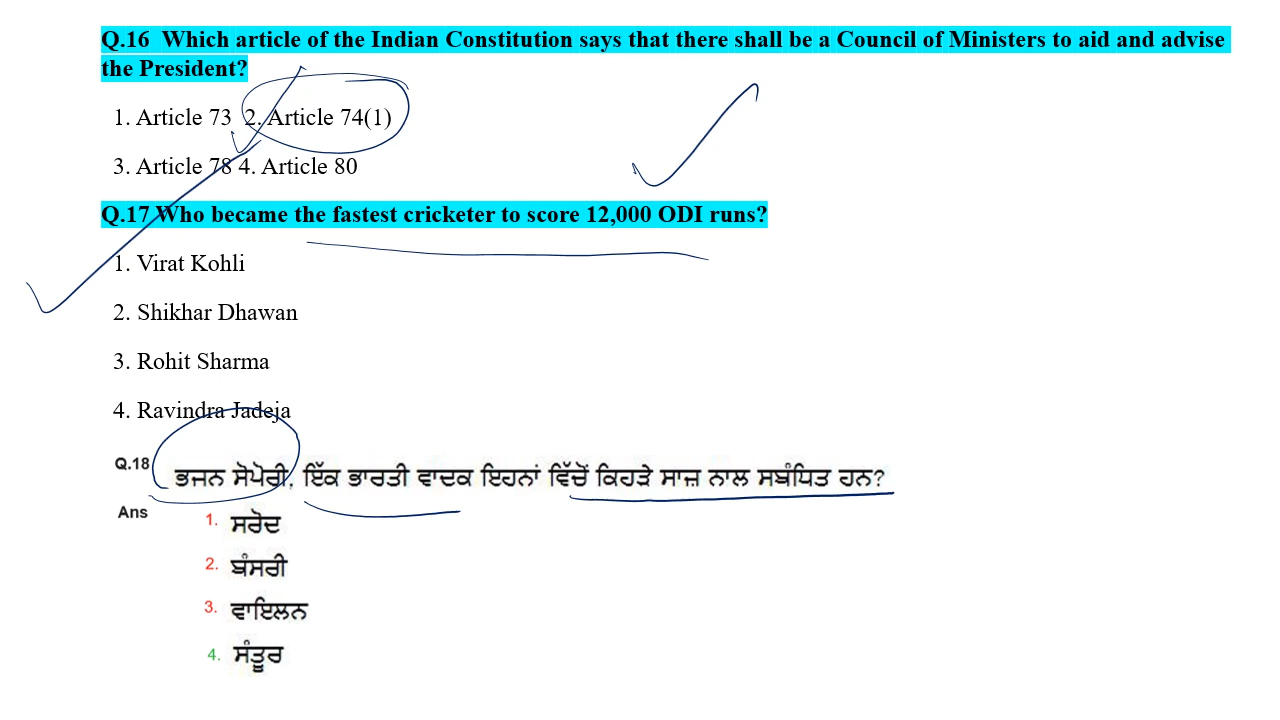 Q.16 Which article of the Indian Constitution says that there shall be a Council of Ministers to aid and advise
the President?
1. Article 73 2. Article 74(1)
3. Article 78 4. Article 80
Q.17 Who became the fastest cricketer to score 12,000 ODI runs?
1. Virat Kohli
2. Shikhar Dhawan
3. Rohit Sharma
4. Ravindra Jadeja
Q.18 ਭਜਨ ਸੋਪੋਰੀ, ਇੱਕ ਭਾਰਤੀ ਵਾਦਕ ਇਹਨਾਂ ਵਿੱਚੋਂ ਕਿਹੜੇ ਸਾਜ਼ ਨਾਲ ਸਬੰਧਿਤ ਹਨ?
Ans 1. ਸਰੋਦ
2. ਬੰਸਰੀ
3. ਵਾਇਲਨ
4. ਸੰਤੂਰ